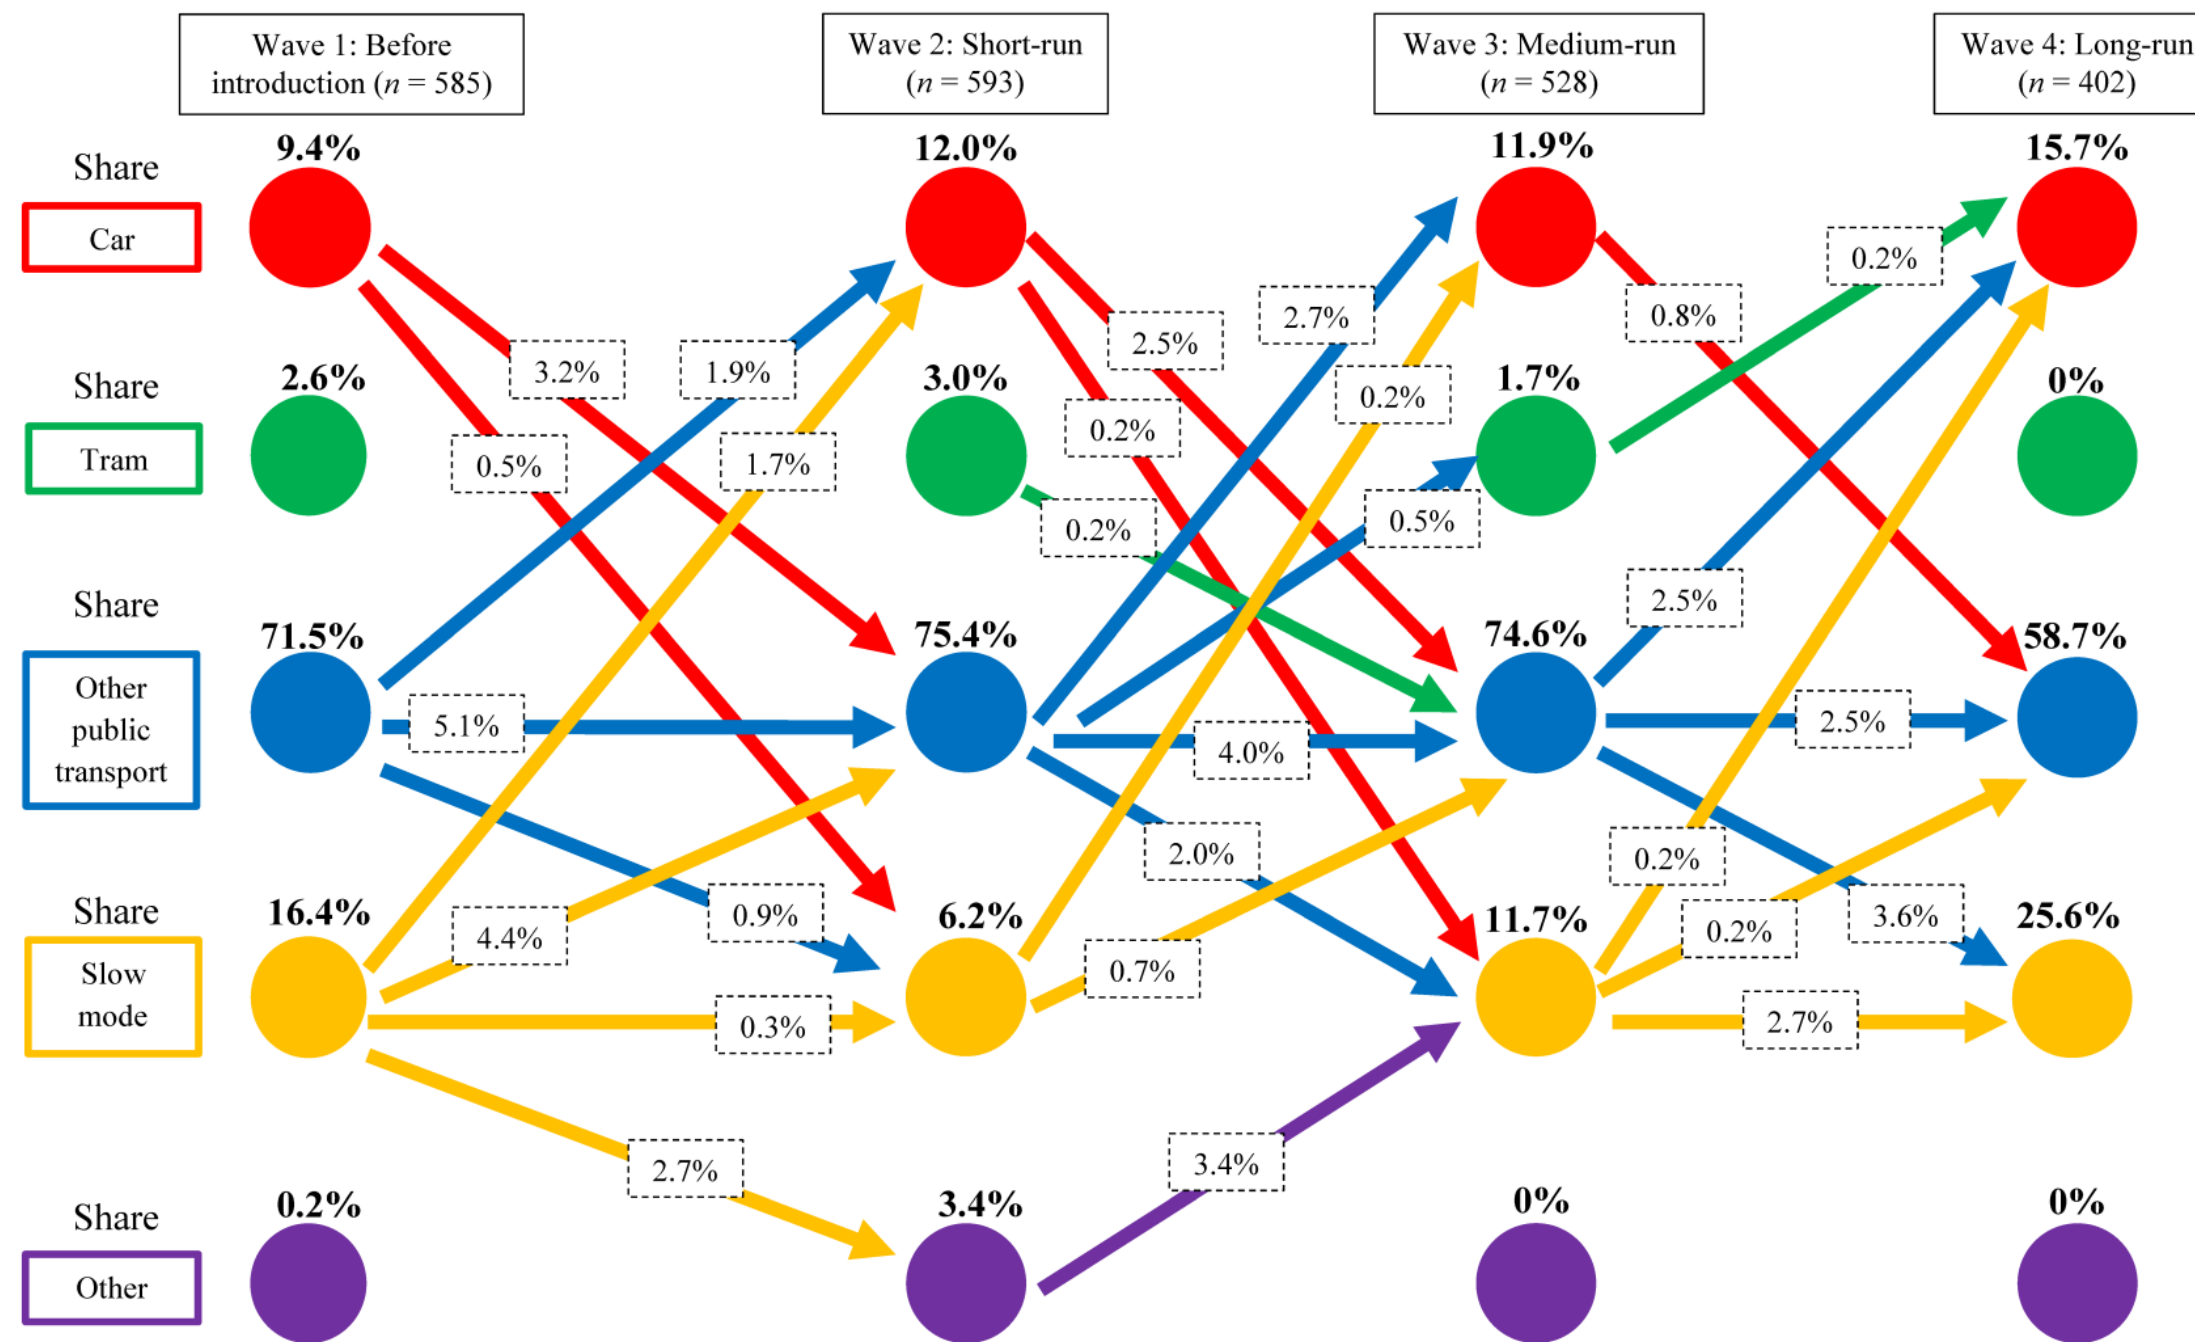 Wave 1: Before
introduction (n = 585)
Wave 2: Short-run
(n = 593)
Wave 3: Medium-run
(n = 528)
Wave 4: Long-run
(n = 402)
Share
Car
9.4%
12.0%
11.9%
15.7%
0.2%
0.8%
2.7%
2.5%
3.2%
1.9%
0.2%
Share
Tram
2.6%
3.0%
1.7%
0%
0.2%
0.5%
1.7%
0.2%
0.5%
2.5%
Share
Other
public
transport
71.5%
75.4%
74.6%
58.7%
5.1%
4.0%
2.5%
2.0%
0.2%
Share
Slow
mode
16.4%
6.2%
11.7%
25.6%
4.4%
0.9%
0.7%
0.2%
3.6%
0.3%
2.7%
2.7%
3.4%
Share
Other
0.2%
3.4%
0%
0%